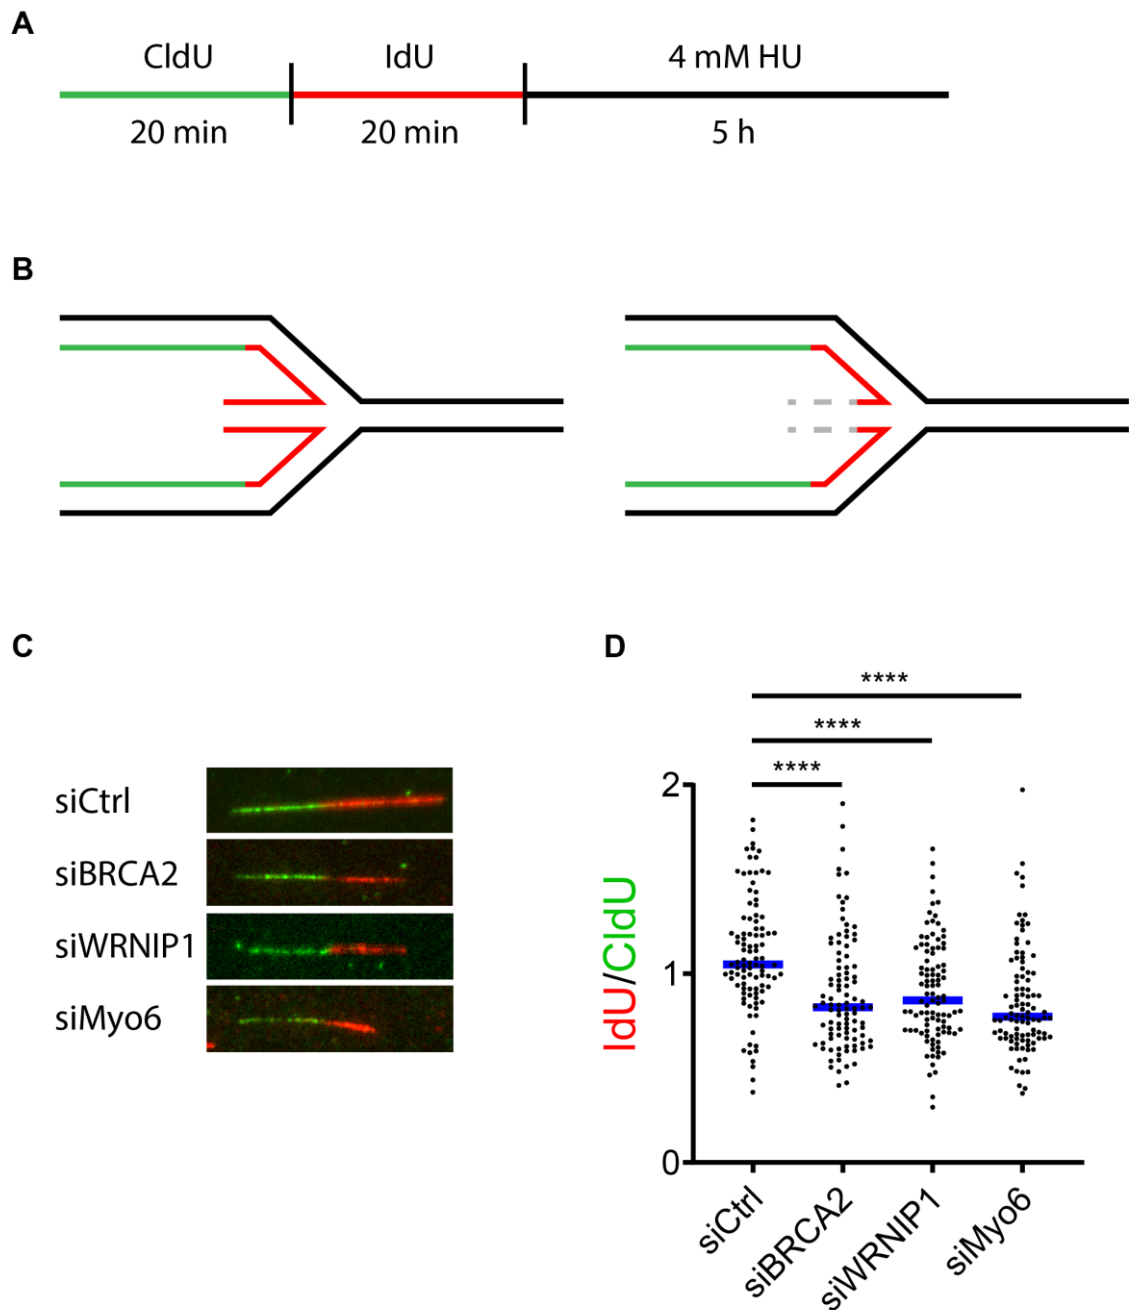 A
CldU IdU 4 mM HU
20 min 20 min 5 h
B
C
siCtrl
siBRCA2
siWRNIP1
siMyo6
D
****
****
****
IdU/CldU
2
1
0
siCtrl siBRCA2 siWRNIP1 siMyo6